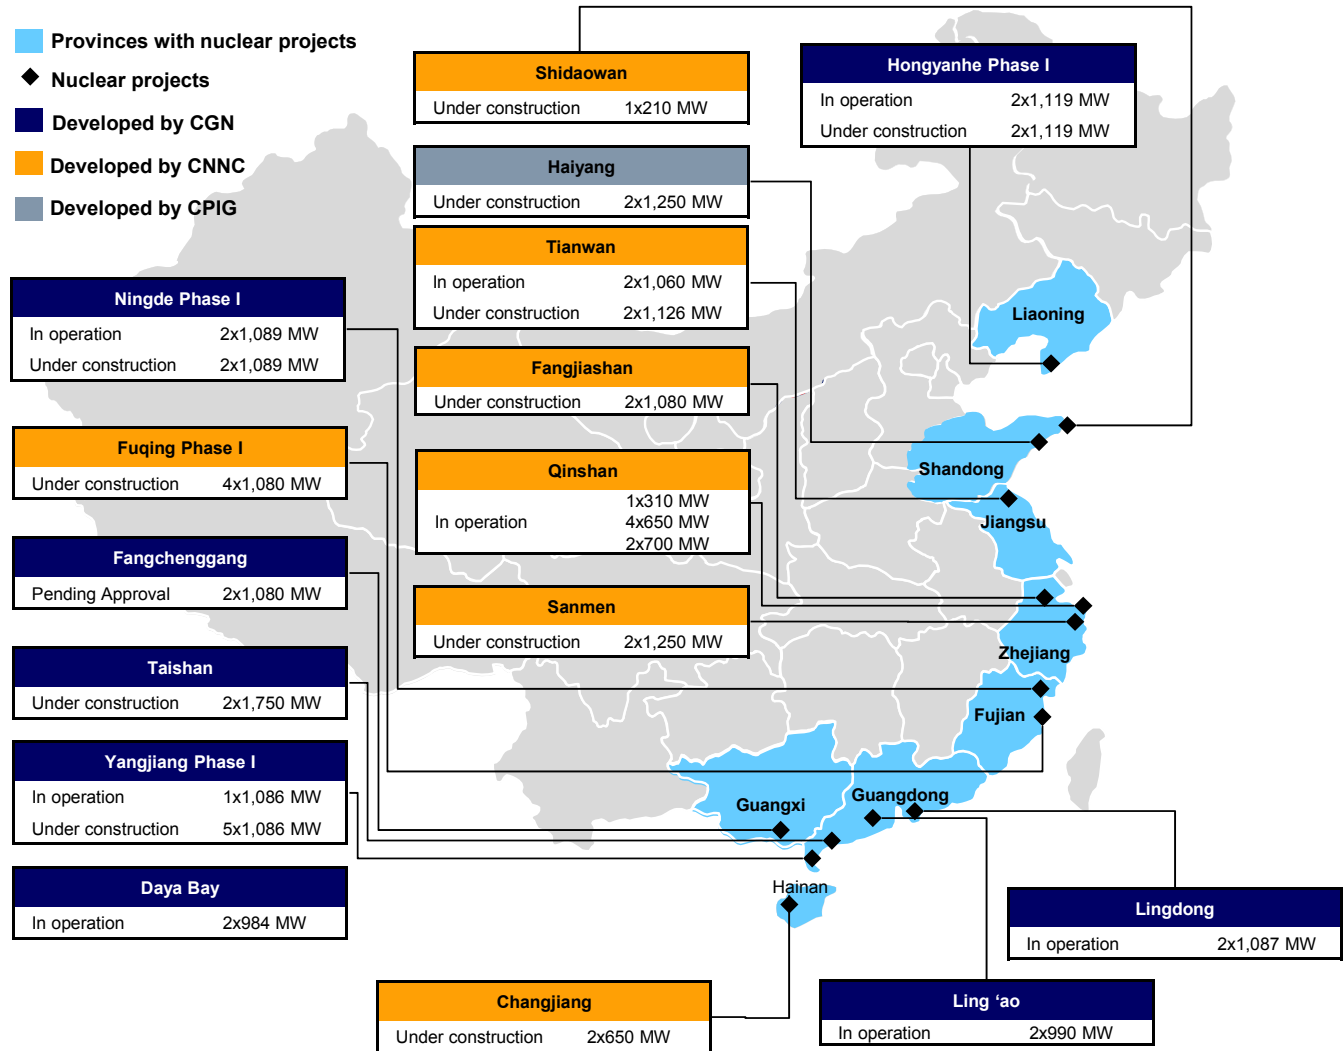 Provinces with nuclear projects
Nuclear projects
Developed by CGN
Developed by CNNC
Developed by CPIG
Shidaowan
Under construction 1x210 MW
Hongyanhe Phase I
In operation 2x1,119 MW
Under construction 2x1,119 MW
Haiyang
Under construction 2x1,250 MW
Tianwan
In operation 2x1,060 MW
Under construction 2x1,126 MW
Ningde Phase I
In operation 2x1,089 MW
Under construction 2x1,089 MW
Fangjiashan
Under construction 2x1,080 MW
Fuqing Phase I
Under construction 4x1,080 MW
Qinshan
1x310 MW
In operation 4x650 MW
2x700 MW
Fangchenggang
Pending Approval 2x1,080 MW
Sanmen
Under construction 2x1,250 MW
Taishan
Under construction 2x1,750 MW
Yangjiang Phase I
In operation 1x1,086 MW
Under construction 5x1,086 MW
Daya Bay
In operation 2x984 MW
Liaoning
Shandong
Jiangsu
Zhejiang
Fujian
Guangdong
Guangxi
Hainan
Lingdong
In operation 2x1,087 MW
Changjiang
Under construction 2x650 MW
Ling ‘ao
In operation 2x990 MW